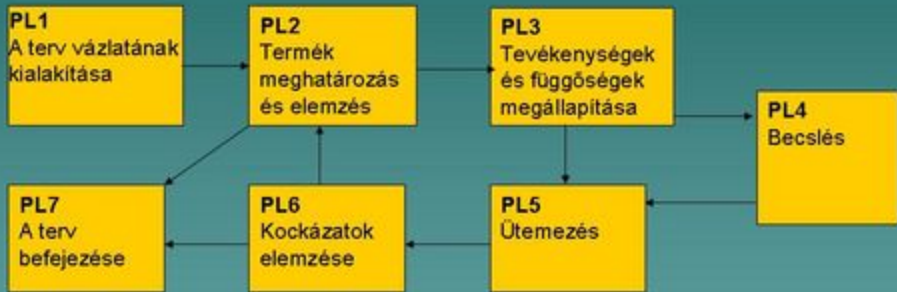 PL1
A terv vázlatának
kialakítása
PL2
Termék
meghatározás
és elemzés
PL3
Tevékenységek
és függőségek
megállapítása
PL4
Becslés
PL5
Ütemezés
PL6
Kockázatok
elemzése
PL7
A terv
befejezése